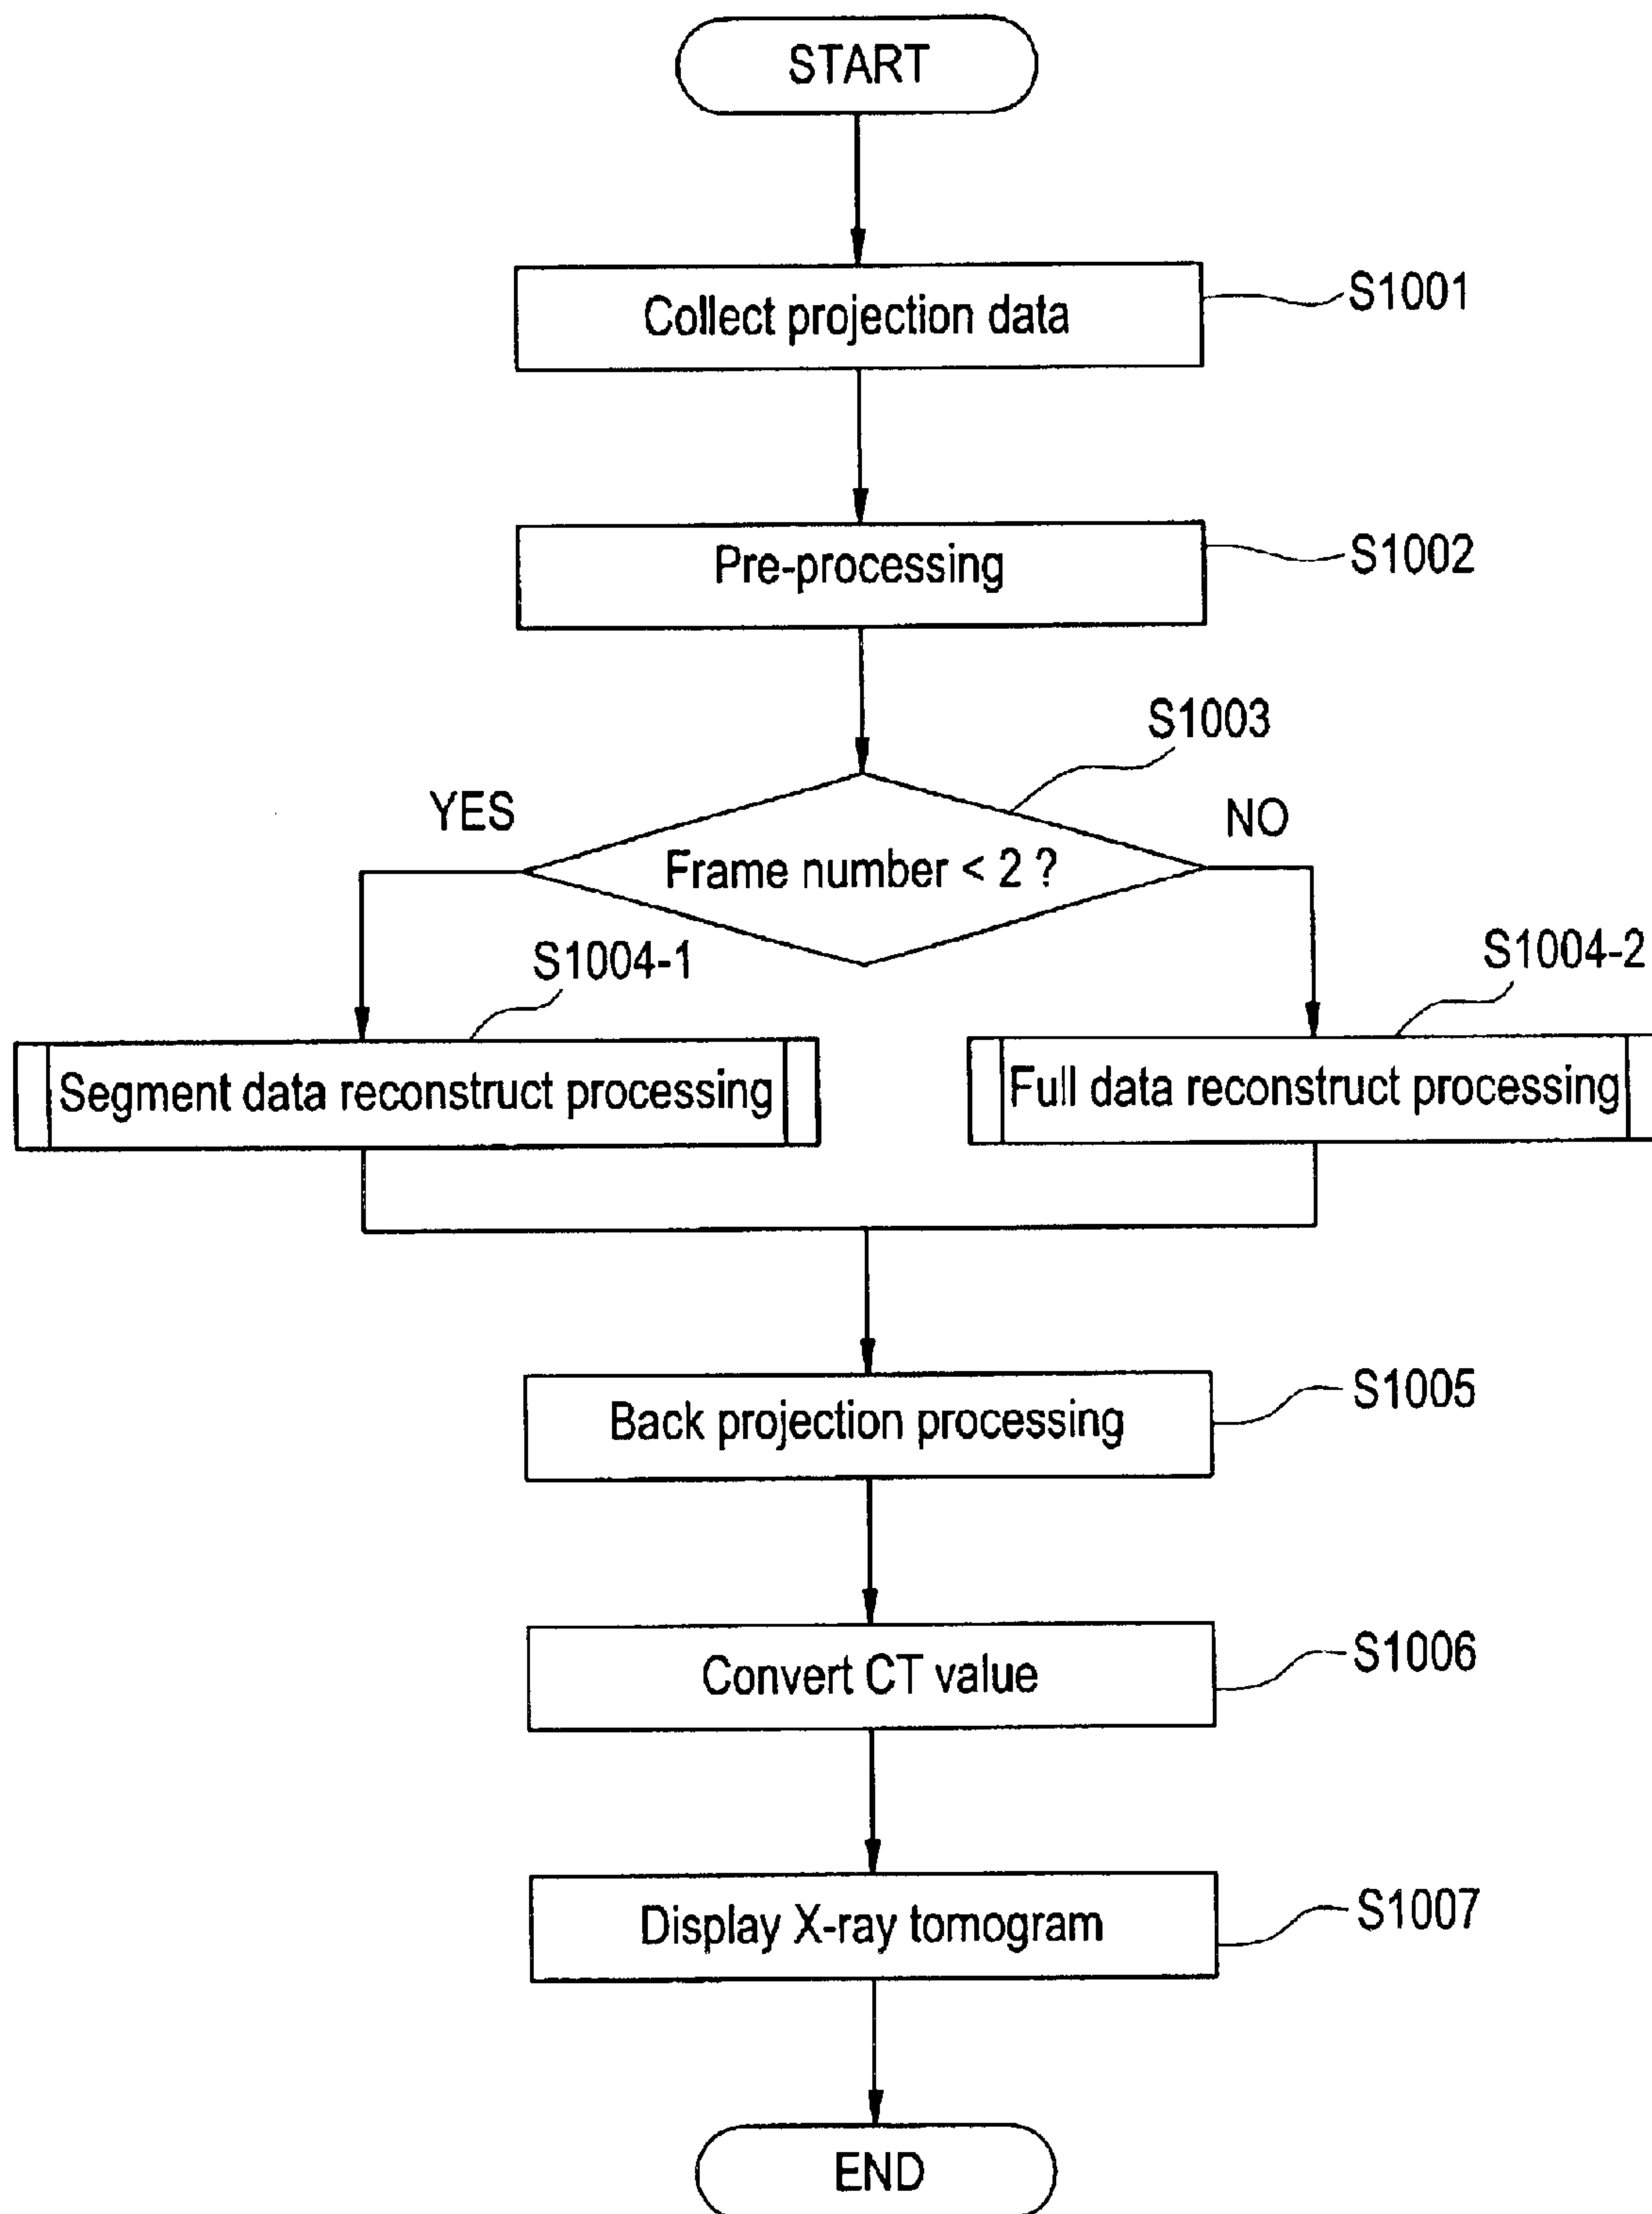 START
Collect projection data
S1001
Pre-processing
S1002
S1003
YES
NO
Frame number < 2 ?
S1004-1
S1004-2
Segment data reconstruct processing
Full data reconstruct processing
Back projection processing
S1005
Convert CT value
S1006
Display X-ray tomogram
S1007
END